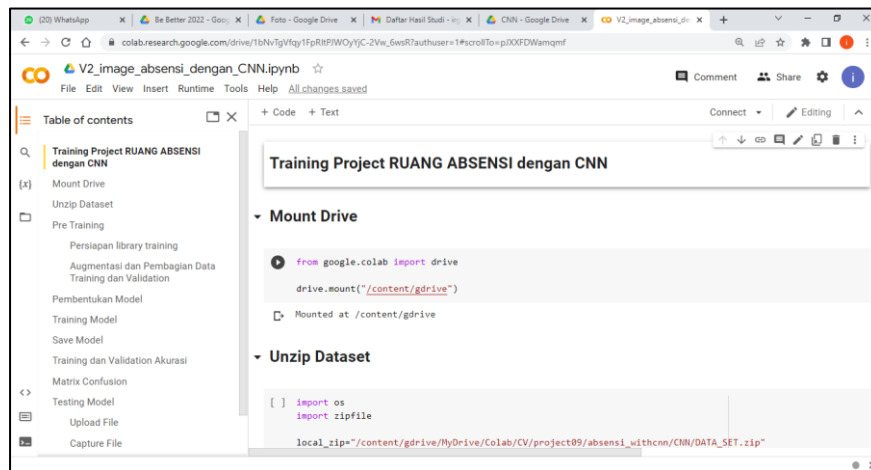 (20) WhatsApp
Be Better 2022 - Goog
Foto - Google Drive
Daftar Hasil Studi - in
CNN - Google Drive
V2_image_absensi_de
colab.research.google.com/drive/1bNvTgVfqy1FpRltPJWOyYjC-2Vw_6wsR?authuser=1#scrollTo=pJXXFDWamqmf
V2_image_absensi_dengan_CNN.ipynb
File Edit View Insert Runtime Tools Help All changes saved
Comment Share i
Table of contents
+ Code + Text
Connect Editing
Training Project RUANG ABSENSI
dengan CNN
Mount Drive
Unzip Dataset
Pre Training
Persiapan library training
Augmentasi dan Pembagian Data
Training dan Validation
Pembentukan Model
Training Model
Save Model
Training dan Validation Akurasi
Matrix Confusion
Testing Model
Upload File
Capture File
Training Project RUANG ABSENSI dengan CNN
Mount Drive
from google.colab import drive
drive.mount("/content/gdrive")
Mounted at /content/gdrive
Unzip Dataset
[ ] import os
import zipfile
local_zip="/content/gdrive/MyDrive/Colab/CV/project09/absensi_withcnn/CNN/DATA_SET.zip"